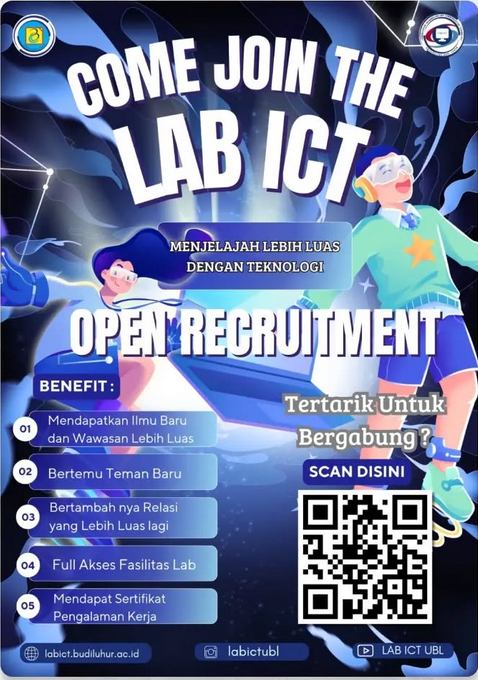 COME JOIN THE
LAB ICT
MENJELAJAH LEBIH LUAS
DENGAN TEKNOLOGI
OPEN RECRUITMENT
BENEFIT :
01 Mendapatkan Ilmu Baru
dan Wawasan Lebih Luas
02 Bertemu Teman Baru
03 Bertambah nya Relasi
yang Lebih Luas lagi
04 Full Akses Fasilitas Lab
05 Mendapat Sertifikat
Pengalaman Kerja
Tertarik Untuk
Bergabung ?
SCAN DISINI
labict.budiluhur.ac.id
labictubl
LAB ICT UBL